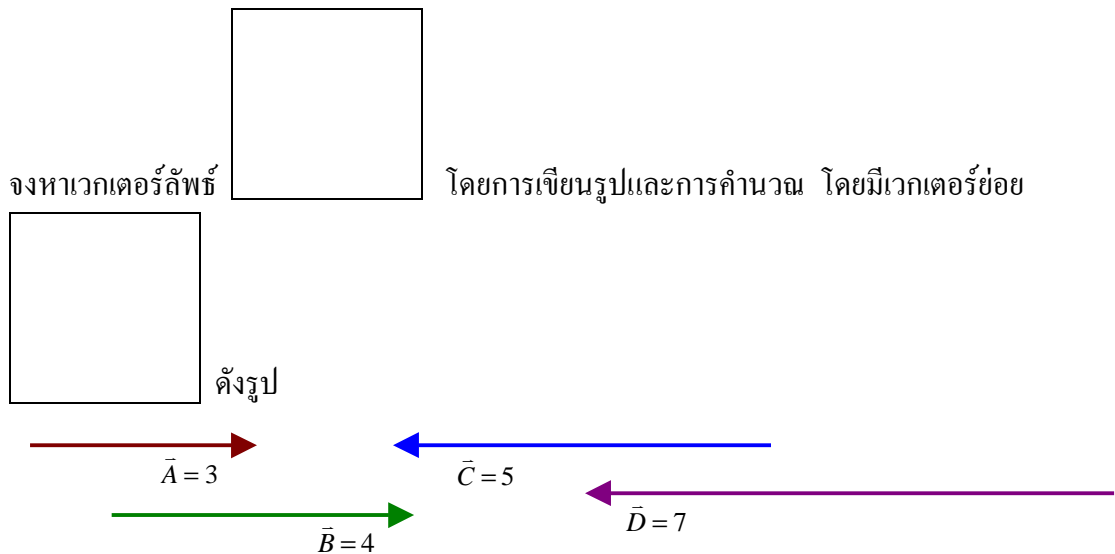 จงหาเวกเตอร์ลัพธ์ โดยการเขียนรูปและการคำนวณ โดยมีเวกเตอร์ย่อย
ดังรูป
A⃗ = 3
C⃗ = 5
D⃗ = 7
B⃗ = 4